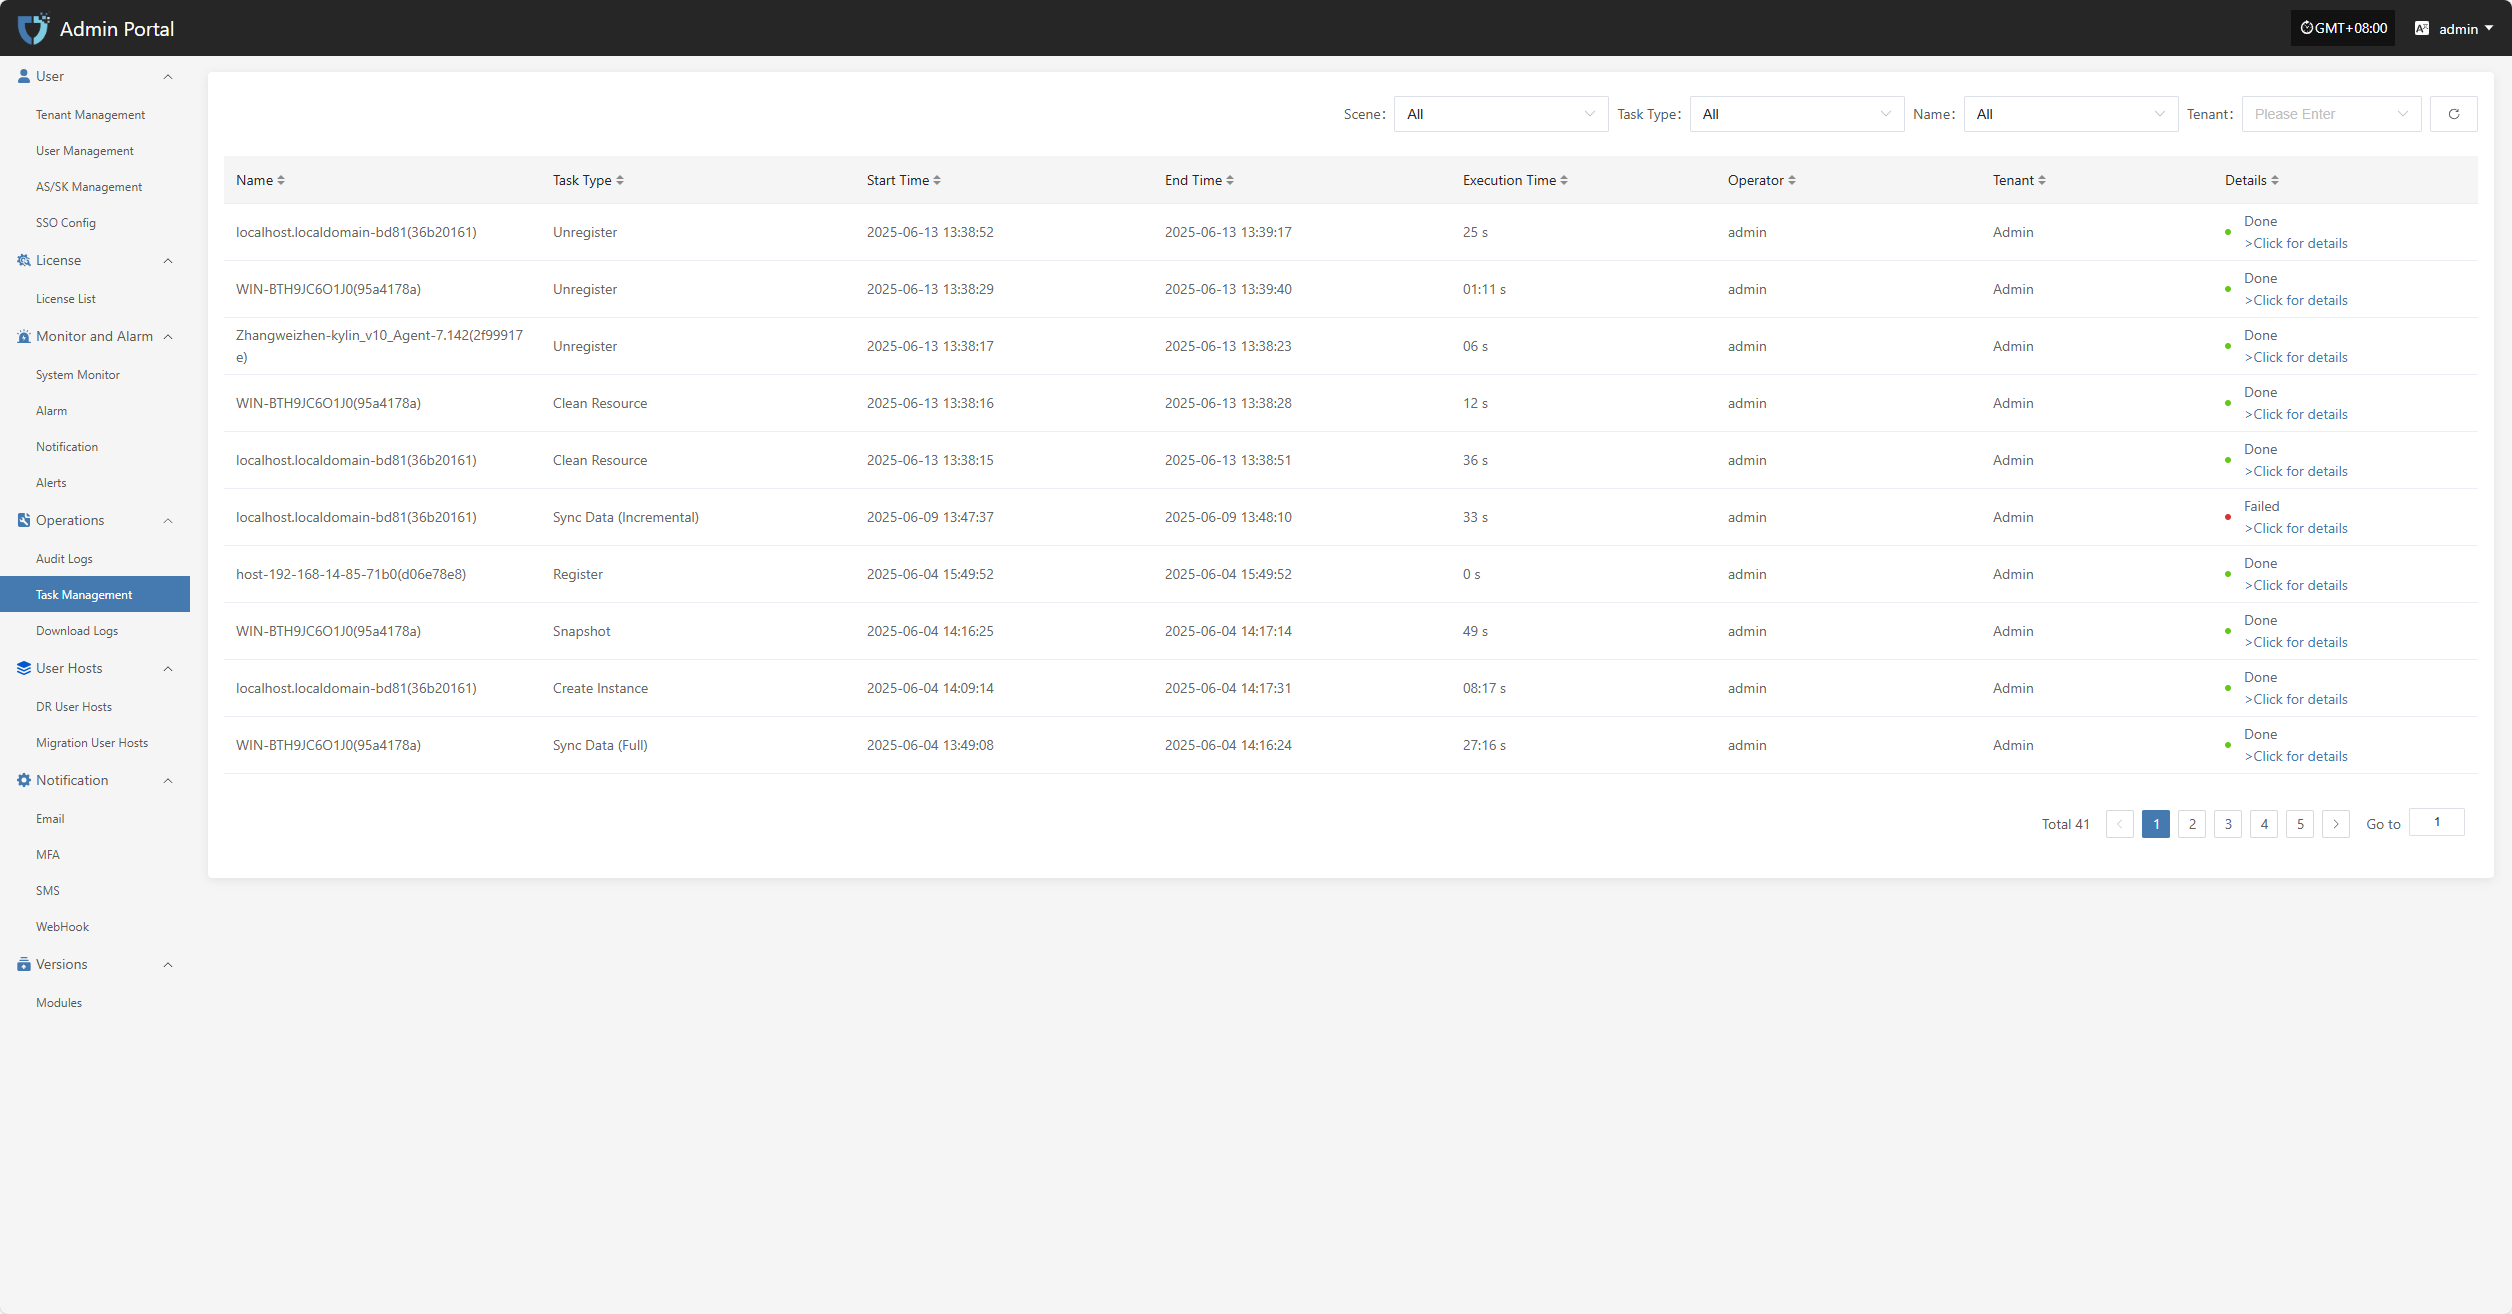 Admin Portal
GMT+08:00
admin
User
Tenant Management
User Management
AS/SK Management
SSO Config
License
License List
Monitor and Alarm
System Monitor
Alarm
Notification
Alerts
Operations
Audit Logs
Task Management
Download Logs
User Hosts
DR User Hosts
Migration User Hosts
Notification
Email
MFA
SMS
WebHook
Versions
Modules
Scene: All Task Type: All Name: All Tenant: Please Enter
Name Task Type Start Time End Time Execution Time Operator Tenant Details
localhost.localdomain-bd81(36b20161) Unregister 2025-06-13 13:38:52 2025-06-13 13:39:17 25 s admin Admin Done
>Click for details
WIN-BTH9JC6O1J0(95a4178a) Unregister 2025-06-13 13:38:29 2025-06-13 13:39:40 01:11 s admin Admin Done
>Click for details
Zhangweizhen-kylin_v10_Agent-7.142(2f99917
e) Unregister 2025-06-13 13:38:17 2025-06-13 13:38:23 06 s admin Admin Done
>Click for details
WIN-BTH9JC6O1J0(95a4178a) Clean Resource 2025-06-13 13:38:16 2025-06-13 13:38:28 12 s admin Admin Done
>Click for details
localhost.localdomain-bd81(36b20161) Clean Resource 2025-06-13 13:38:15 2025-06-13 13:38:51 36 s admin Admin Done
>Click for details
localhost.localdomain-bd81(36b20161) Sync Data (Incremental) 2025-06-09 13:47:37 2025-06-09 13:48:10 33 s admin Admin Failed
>Click for details
host-192-168-14-85-71b0(d06e78e8) Register 2025-06-04 15:49:52 2025-06-04 15:49:52 0 s admin Admin Done
>Click for details
WIN-BTH9JC6O1J0(95a4178a) Snapshot 2025-06-04 14:16:25 2025-06-04 14:17:14 49 s admin Admin Done
>Click for details
localhost.localdomain-bd81(36b20161) Create Instance 2025-06-04 14:09:14 2025-06-04 14:17:31 08:17 s admin Admin Done
>Click for details
WIN-BTH9JC6O1J0(95a4178a) Sync Data (Full) 2025-06-04 13:49:08 2025-06-04 14:16:24 27:16 s admin Admin Done
>Click for details
Total 41 < 1 2 3 4 5 > Go to 1